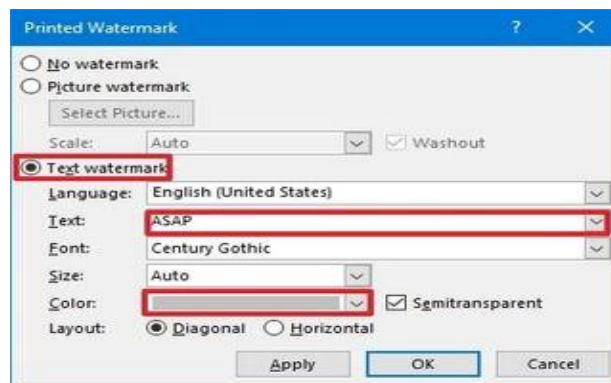 Printed Watermark ? ×
No watermark
Picture watermark
Select Picture...
Scale: Auto Washout
Text watermark
Language: English (United States)
Text: ASAP
Font: Century Gothic
Size: Auto
Color: Semitransparent
Layout: Diagonal Horizontal
Apply OK Cancel